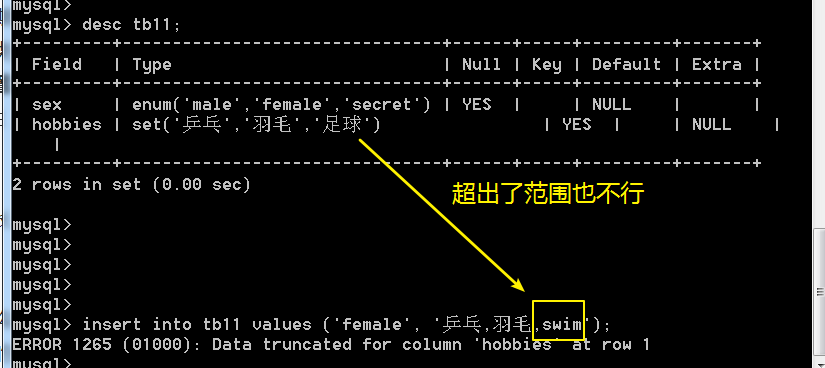 mysql>
mysql> desc tb11;
+---------+--------------------------------+------+-----+---------+-------+
| Field | Type | Null | Key | Default | Extra |
+---------+--------------------------------+------+-----+---------+-------+
| sex | enum('male','female','secret') | YES | | NULL | |
| hobbies | set('乒乓','羽毛','足球') | YES | | NULL |
|
+---------+--------------------------------+------+-----+---------+-------+
2 rows in set (0.00 sec)
超出了范围也不行
mysql>
mysql>
mysql>
mysql>
mysql>
mysql> insert into tb11 values ('female', '乒乓,羽毛,swim');
ERROR 1265 (01000): Data truncated for column 'hobbies' at row 1
mysql>